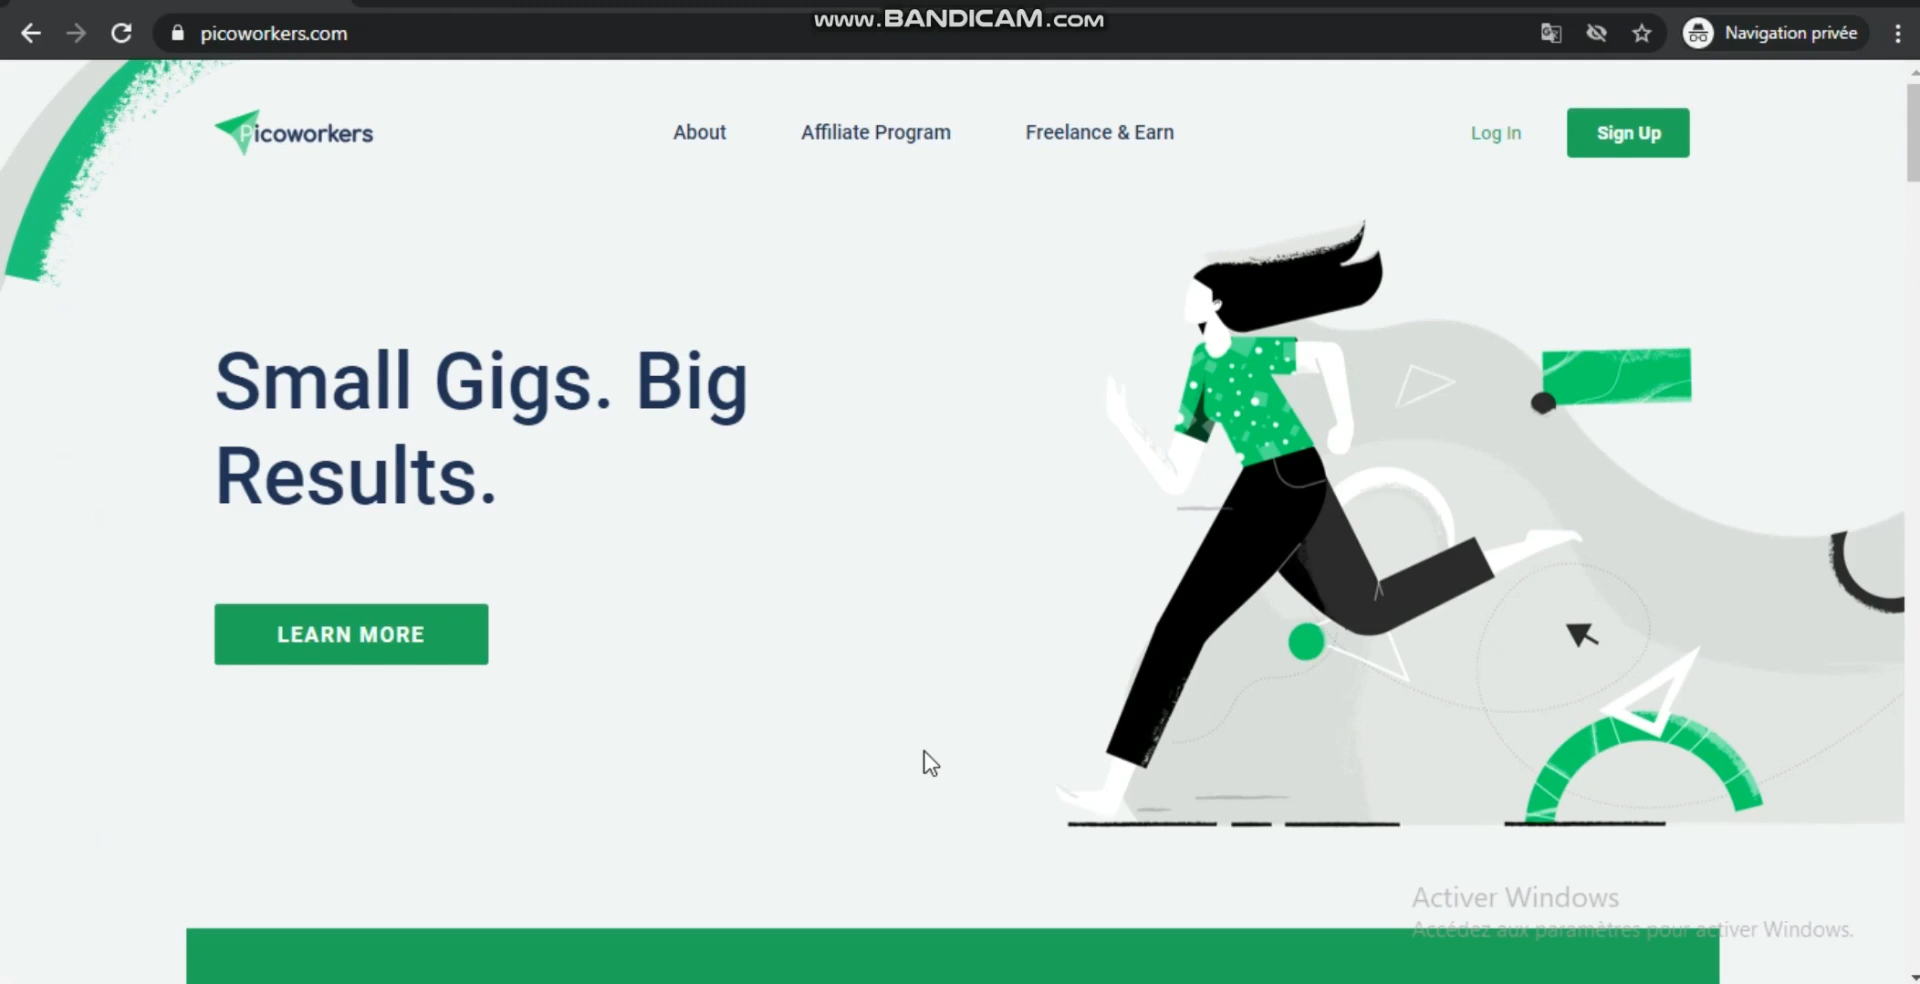 www.BANDICAM.com
picoworkers.com
Navigation privée
Picoworkers
About
Affiliate Program
Freelance & Earn
Log In
Sign Up
Small Gigs. Big
Results.
LEARN MORE
Activer Windows
Accédez aux paramètres pour activer Windows.